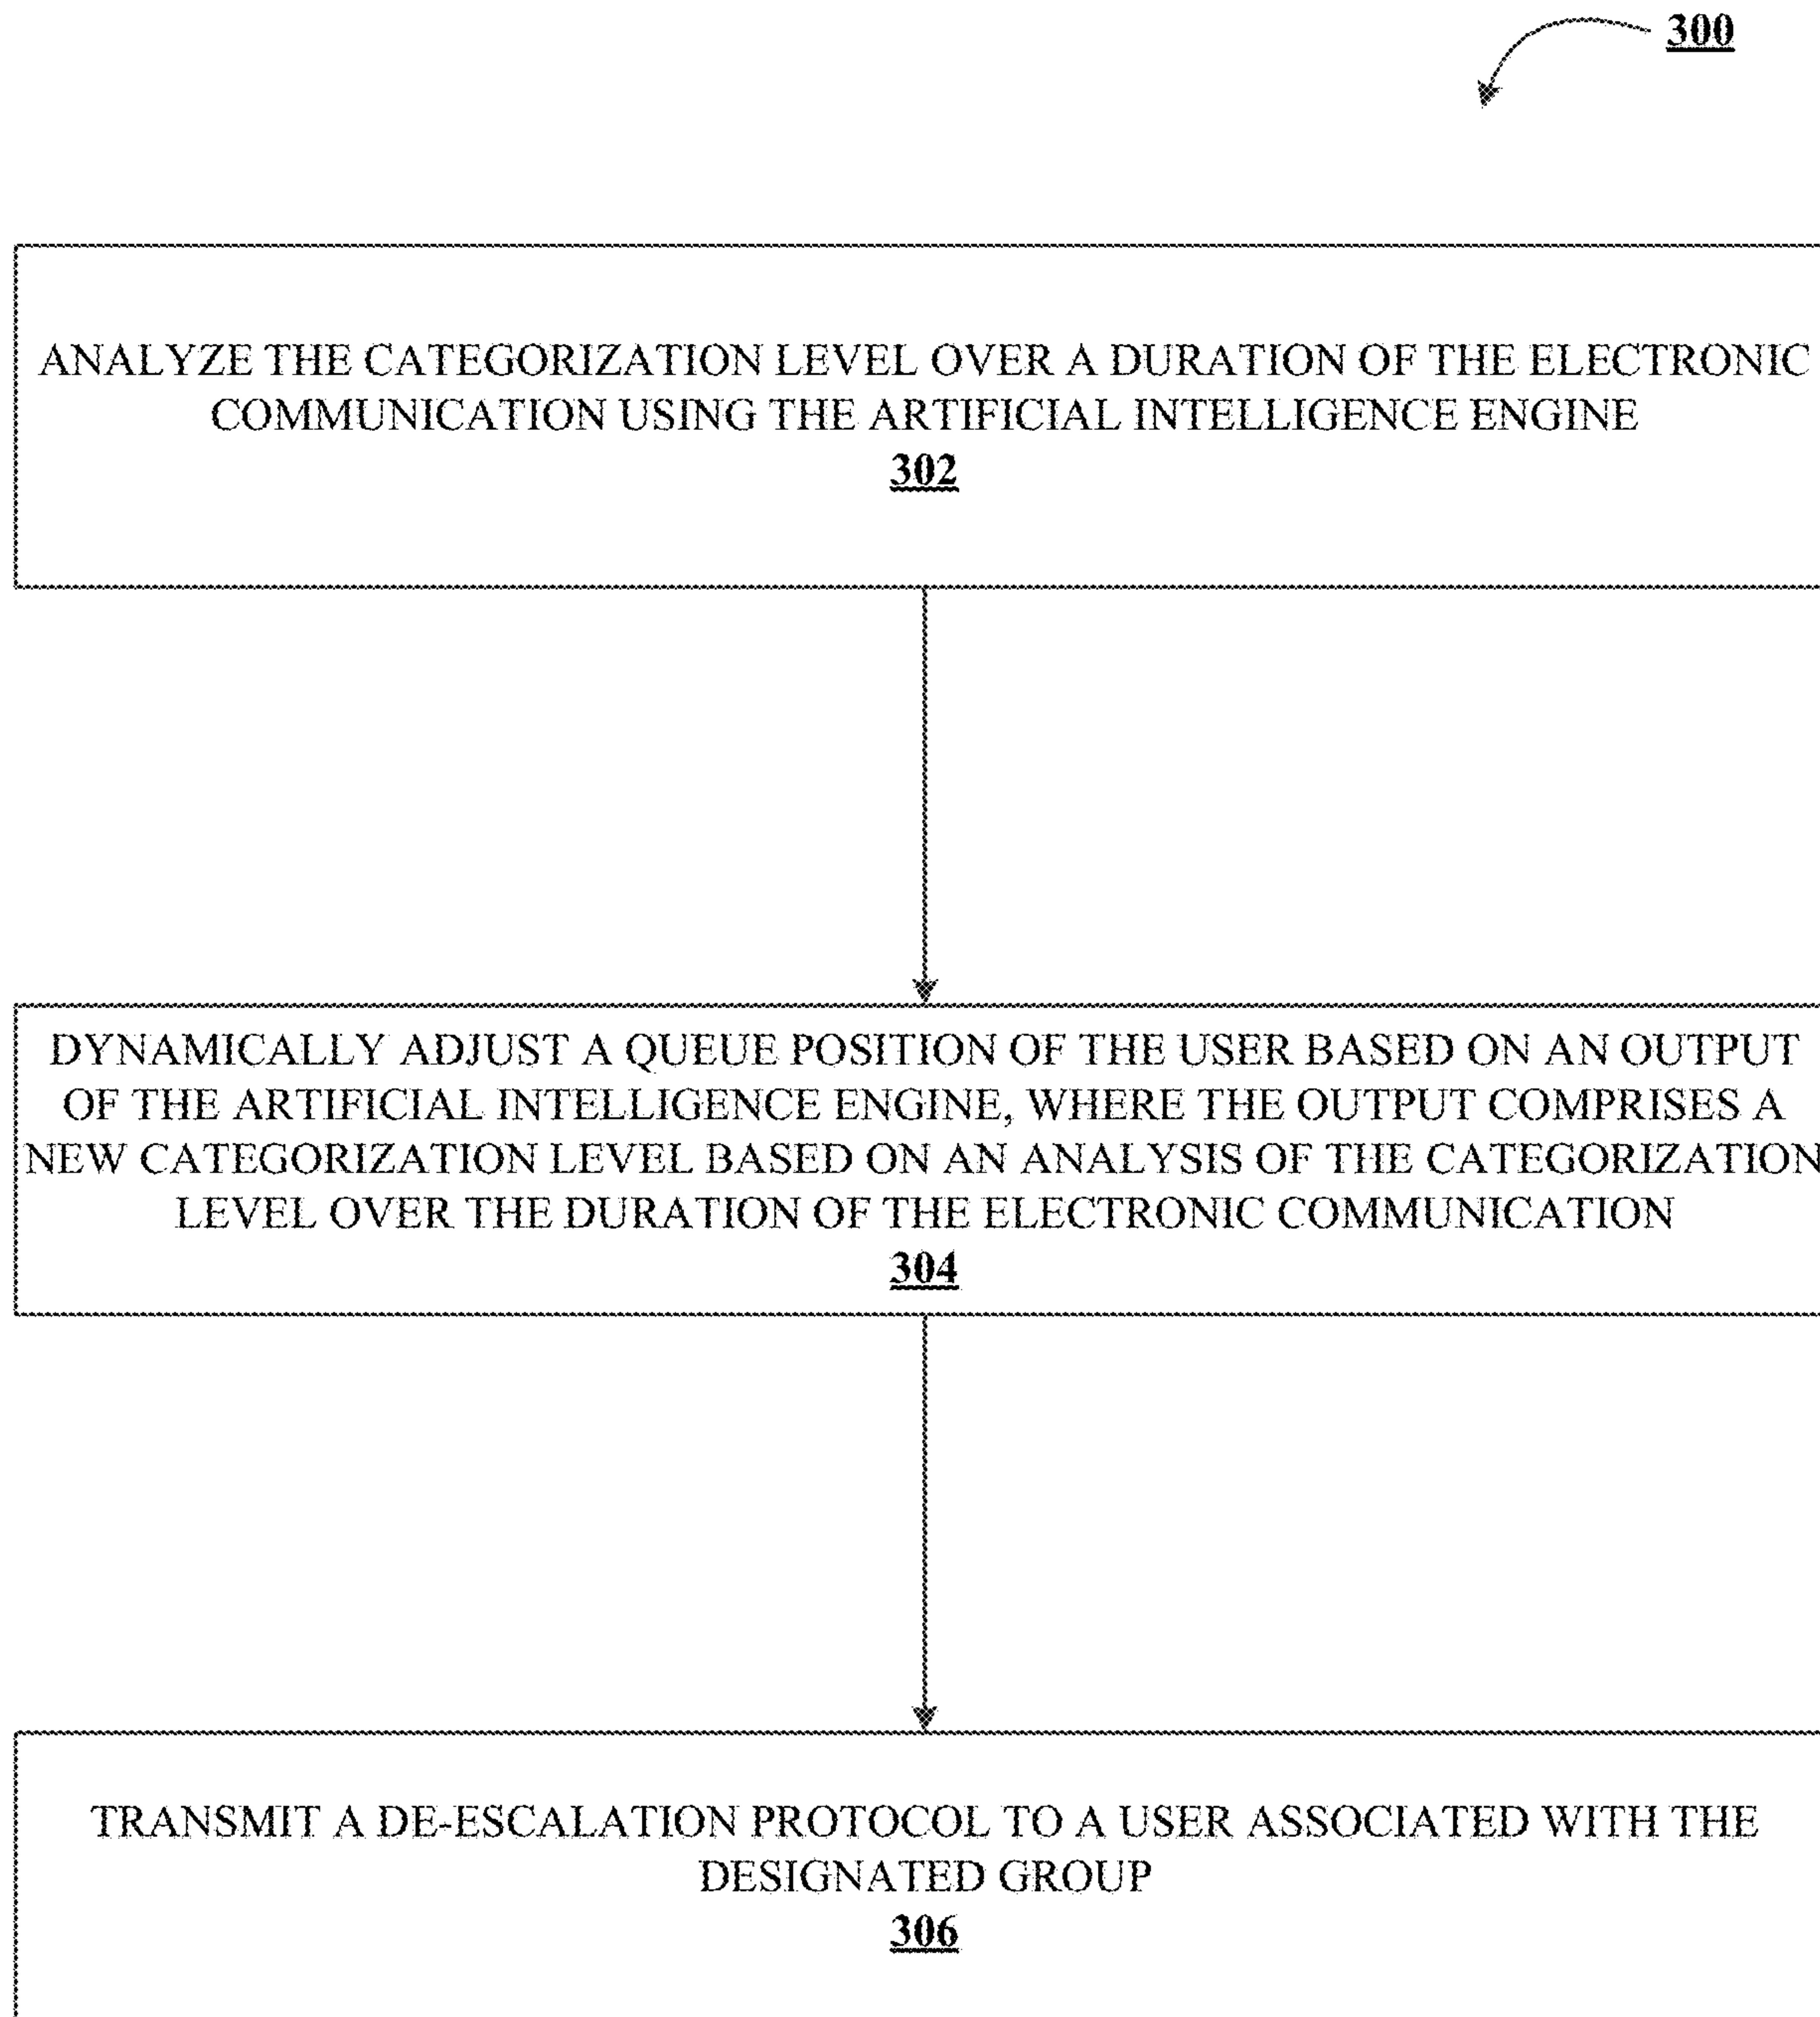 300
ANALYZE THE CATEGORIZATION LEVEL OVER A DURATION OF THE ELECTRONIC
COMMUNICATION USING THE ARTIFICIAL INTELLIGENCE ENGINE
302
DYNAMICALLY ADJUST A QUEUE POSITION OF THE USER BASED ON AN OUTPUT
OF THE ARTIFICIAL INTELLIGENCE ENGINE, WHERE THE OUTPUT COMPRISES A
NEW CATEGORIZATION LEVEL BASED ON AN ANALYSIS OF THE CATEGORIZATION
LEVEL OVER THE DURATION OF THE ELECTRONIC COMMUNICATION
304
TRANSMIT A DE-ESCALATION PROTOCOL TO A USER ASSOCIATED WITH THE
DESIGNATED GROUP
306